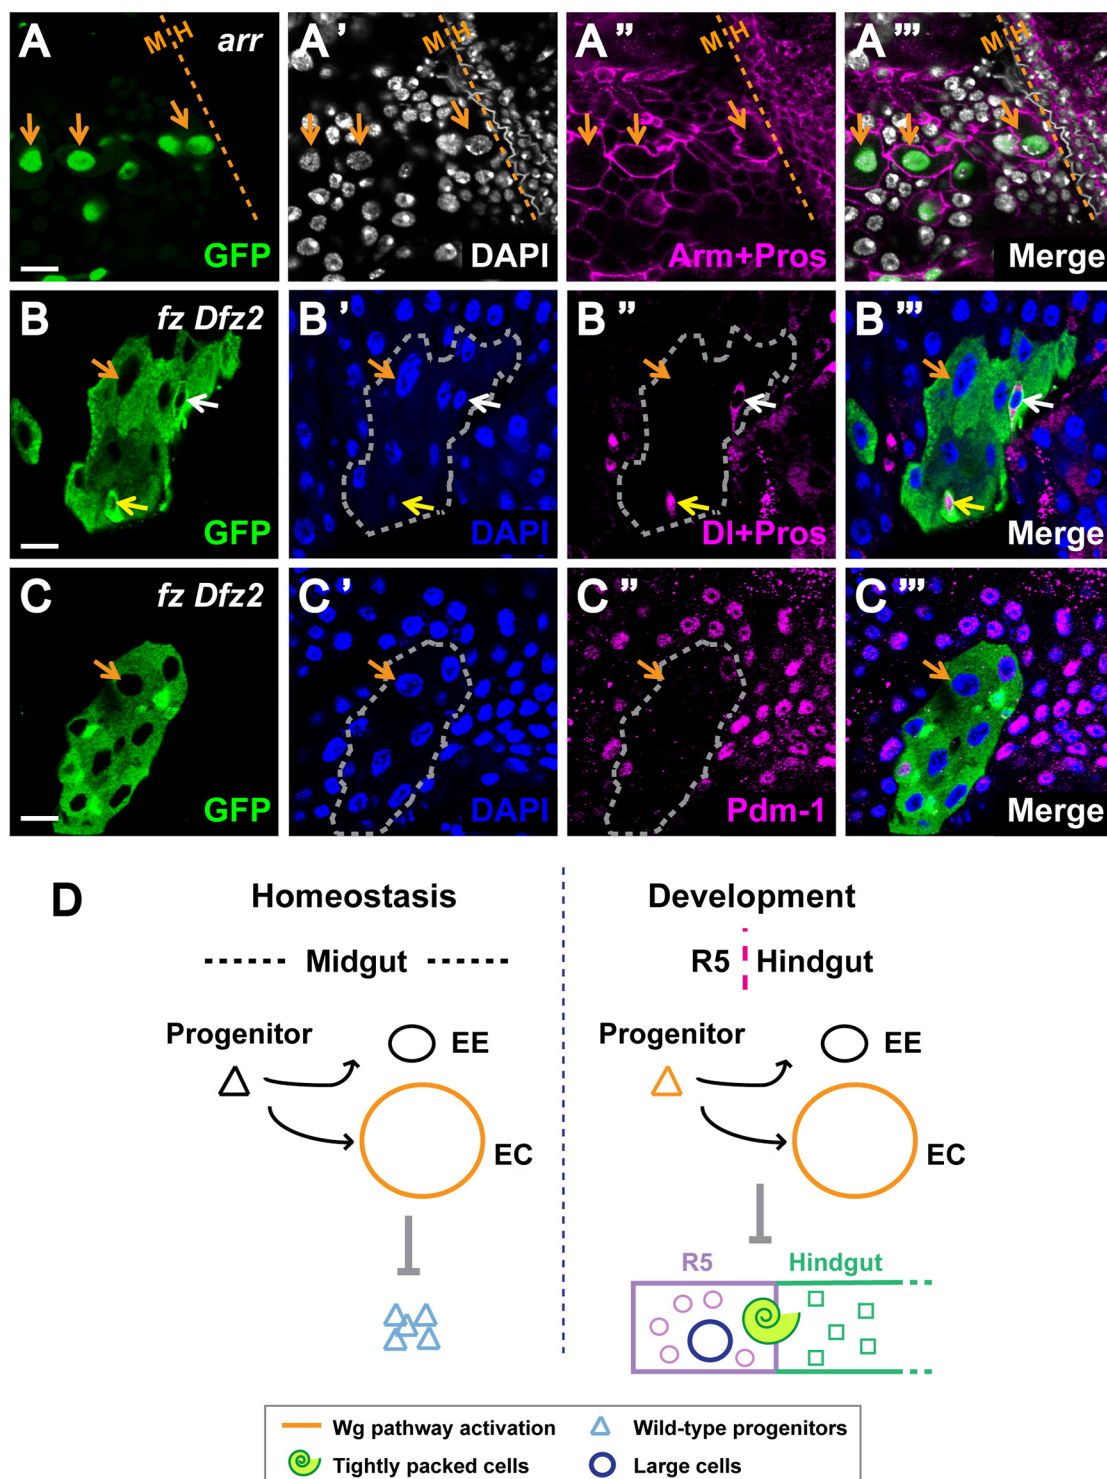 A arr M H GFP
A' DAPI
A" M H Arm+Pros
A'" M H Merge
B fz Dfz2 GFP
B' DAPI
B" Dl+Pros
B'" Merge
C fz Dfz2 GFP
C' DAPI
C" Pdm-1
C'" Merge
D
Homeostasis
Midgut
Progenitor
EE
EC
Development
R5 Hindgut
Progenitor
EE
EC
R5 Hindgut
Wg pathway activation
Wild-type progenitors
Tightly packed cells
Large cells